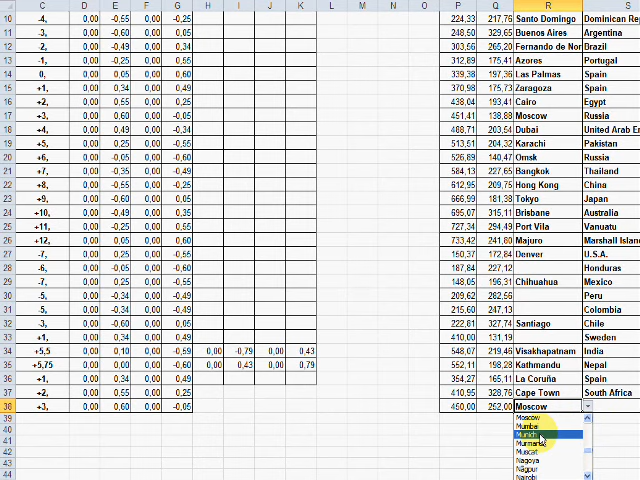 C D E F G H I J K L M N O P Q R S
10 -4, 0,00 -0,55 0,00 -0,25 224,33 217,76 Santo Domingo Dominican Re
11 -3, 0,00 -0,60 0,00 0,05 248,50 329,65 Buenos Aires Argentina
12 -2, 0,00 -0,49 0,00 0,34 303,56 265,20 Fernando de Nor Brazil
13 -1, 0,00 -0,25 0,00 0,55 312,89 175,41 Azores Portugal
14 0, 0,00 0,05 0,00 0,60 339,38 197,36 Las Palmas Spain
15 +1, 0,00 0,34 0,00 0,49 370,98 175,73 Zaragoza Spain
16 +2, 0,00 0,55 0,00 0,25 438,04 193,41 Cairo Egypt
17 +3, 0,00 0,60 0,00 -0,05 451,41 138,88 Moscow Russia
18 +4, 0,00 0,49 0,00 -0,34 488,71 203,54 Dubai United Arab E
19 +5, 0,00 0,25 0,00 -0,55 513,51 204,32 Karachi Pakistan
20 +6, 0,00 -0,05 0,00 -0,60 526,89 140,47 Omsk Russia
21 +7, 0,00 -0,35 0,00 -0,49 584,13 227,65 Bangkok Thailand
22 +8, 0,00 -0,55 0,00 -0,25 612,95 209,75 Hong Kong China
23 +9, 0,00 -0,60 0,00 0,05 666,99 181,38 Tokyo Japan
24 +10, 0,00 -0,49 0,00 0,35 695,07 315,11 Brisbane Australia
25 +11, 0,00 -0,25 0,00 0,55 727,34 294,49 Port Vila Vanuatu
26 +12, 0,00 0,05 0,00 0,60 733,42 241,80 Majuro Marshall Island
27 -7, 0,00 -0,25 0,00 0,55 150,37 172,84 Denver U.S.A.
28 -6, 0,00 -0,05 0,00 -0,60 187,84 227,12 Honduras
29 -7, 0,00 -0,25 0,00 0,55 148,05 196,31 Chihuahua Mexico
30 -5, 0,00 -0,34 0,00 -0,49 209,62 282,56 Peru
31 -5, 0,00 -0,34 0,00 -0,49 215,60 247,13 Colombia
32 -3, 0,00 -0,60 0,00 0,05 222,81 327,74 Santiago Chile
33 +1, 0,00 0,34 0,00 0,49 410,00 131,19 Sweden
34 +5,5 0,00 0,10 0,00 -0,59 0,00 -0,79 0,00 0,43 548,07 219,46 Visakhapatnam India
35 +5,75 0,00 0,00 0,00 -0,60 0,00 0,43 0,00 0,79 552,11 198,28 Kathmandu Nepal
36 +1, 0,00 0,34 0,00 0,49 354,27 165,11 La Coruña Spain
37 +2, 0,00 0,55 0,00 0,25 410,95 328,76 Cape Town South Africa
38 +3, 0,00 0,60 0,00 -0,05 450,00 252,00 Moscow
39 Moscow
40 Mumbai
41 Munich
Murmansk
42 Muscat
Nagoya
43 Nāgpur
44 Nairobi